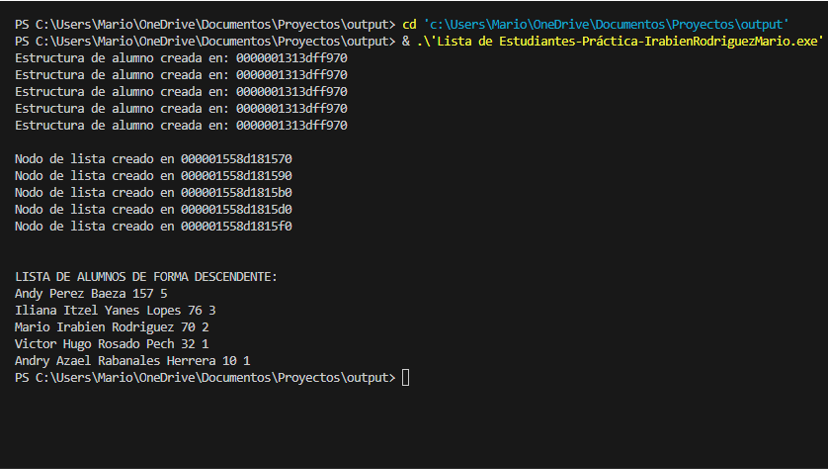 PS C:\Users\Mario\OneDrive\Documentos\Proyectos\output> cd 'c:\Users\Mario\OneDrive\Documentos\Proyectos\output'
PS C:\Users\Mario\OneDrive\Documentos\Proyectos\output> & .\'Lista de Estudiantes-Práctica-IrabienRodriguezMario.exe'
Estructura de alumno creada en: 0000001313dff970
Estructura de alumno creada en: 0000001313dff970
Estructura de alumno creada en: 0000001313dff970
Estructura de alumno creada en: 0000001313dff970
Estructura de alumno creada en: 0000001313dff970
Nodo de lista creado en 000001558d181570
Nodo de lista creado en 000001558d181590
Nodo de lista creado en 000001558d1815b0
Nodo de lista creado en 000001558d1815d0
Nodo de lista creado en 000001558d1815f0
LISTA DE ALUMNOS DE FORMA DESCENDENTE:
Andy Perez Baeza 157 5
Iliana Itzel Yanes Lopes 76 3
Mario Irabien Rodriguez 70 2
Victor Hugo Rosado Pech 32 1
Andry Azael Rabanales Herrera 10 1
PS C:\Users\Mario\OneDrive\Documentos\Proyectos\output>